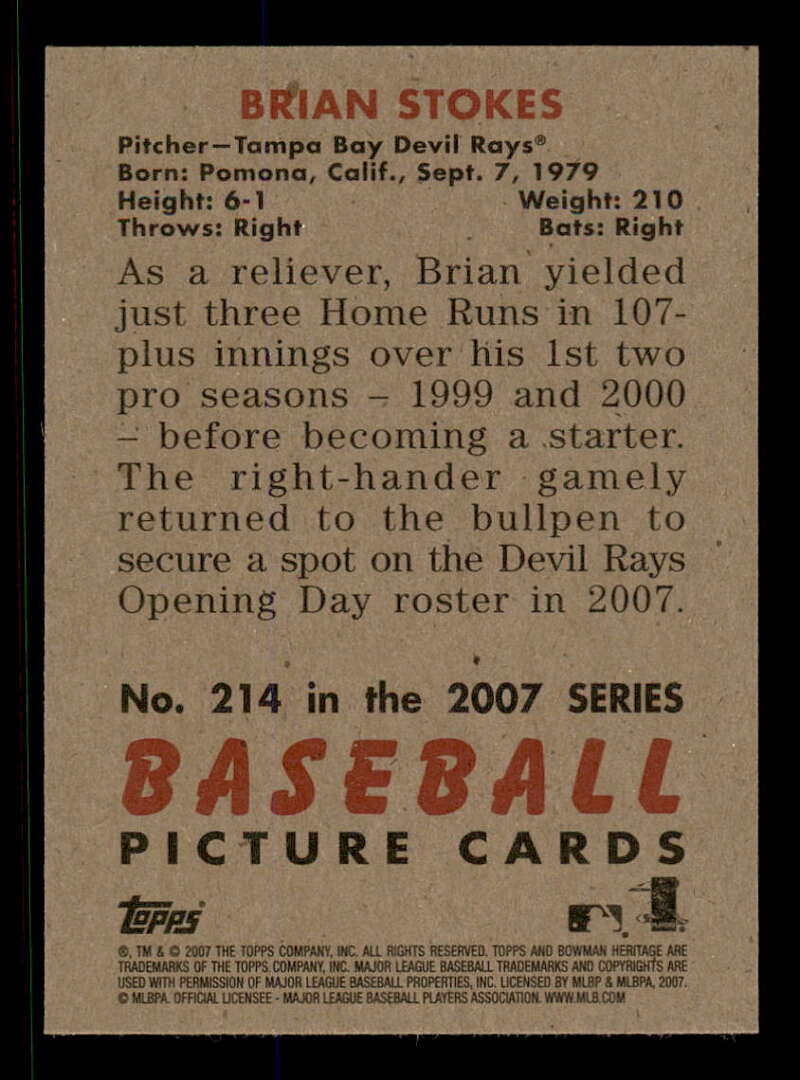 BRIAN STOKES
Pitcher—Tampa Bay Devil Rays®
Born: Pomona, Calif., Sept. 7, 1979
Height: 6-1 Weight: 210
Throws: Right Bats: Right
As a reliever, Brian yielded
just three Home Runs in 107-
plus innings over his 1st two
pro seasons – 1999 and 2000
– before becoming a starter.
The right-hander gamely
returned to the bullpen to
secure a spot on the Devil Rays
Opening Day roster in 2007.
No. 214 in the 2007 SERIES
BASEBALL
PICTURE CARDS
Topps
®, TM & © 2007 THE TOPPS COMPANY, INC. ALL RIGHTS RESERVED. TOPPS AND BOWMAN HERITAGE ARE
TRADEMARKS OF THE TOPPS COMPANY, INC. MAJOR LEAGUE BASEBALL TRADEMARKS AND COPYRIGHTS ARE
USED WITH PERMISSION OF MAJOR LEAGUE BASEBALL PROPERTIES, INC. LICENSED BY MLBP & MLBPA, 2007.
© MLBPA. OFFICIAL LICENSEE - MAJOR LEAGUE BASEBALL PLAYERS ASSOCIATION. WWW.MLB.COM